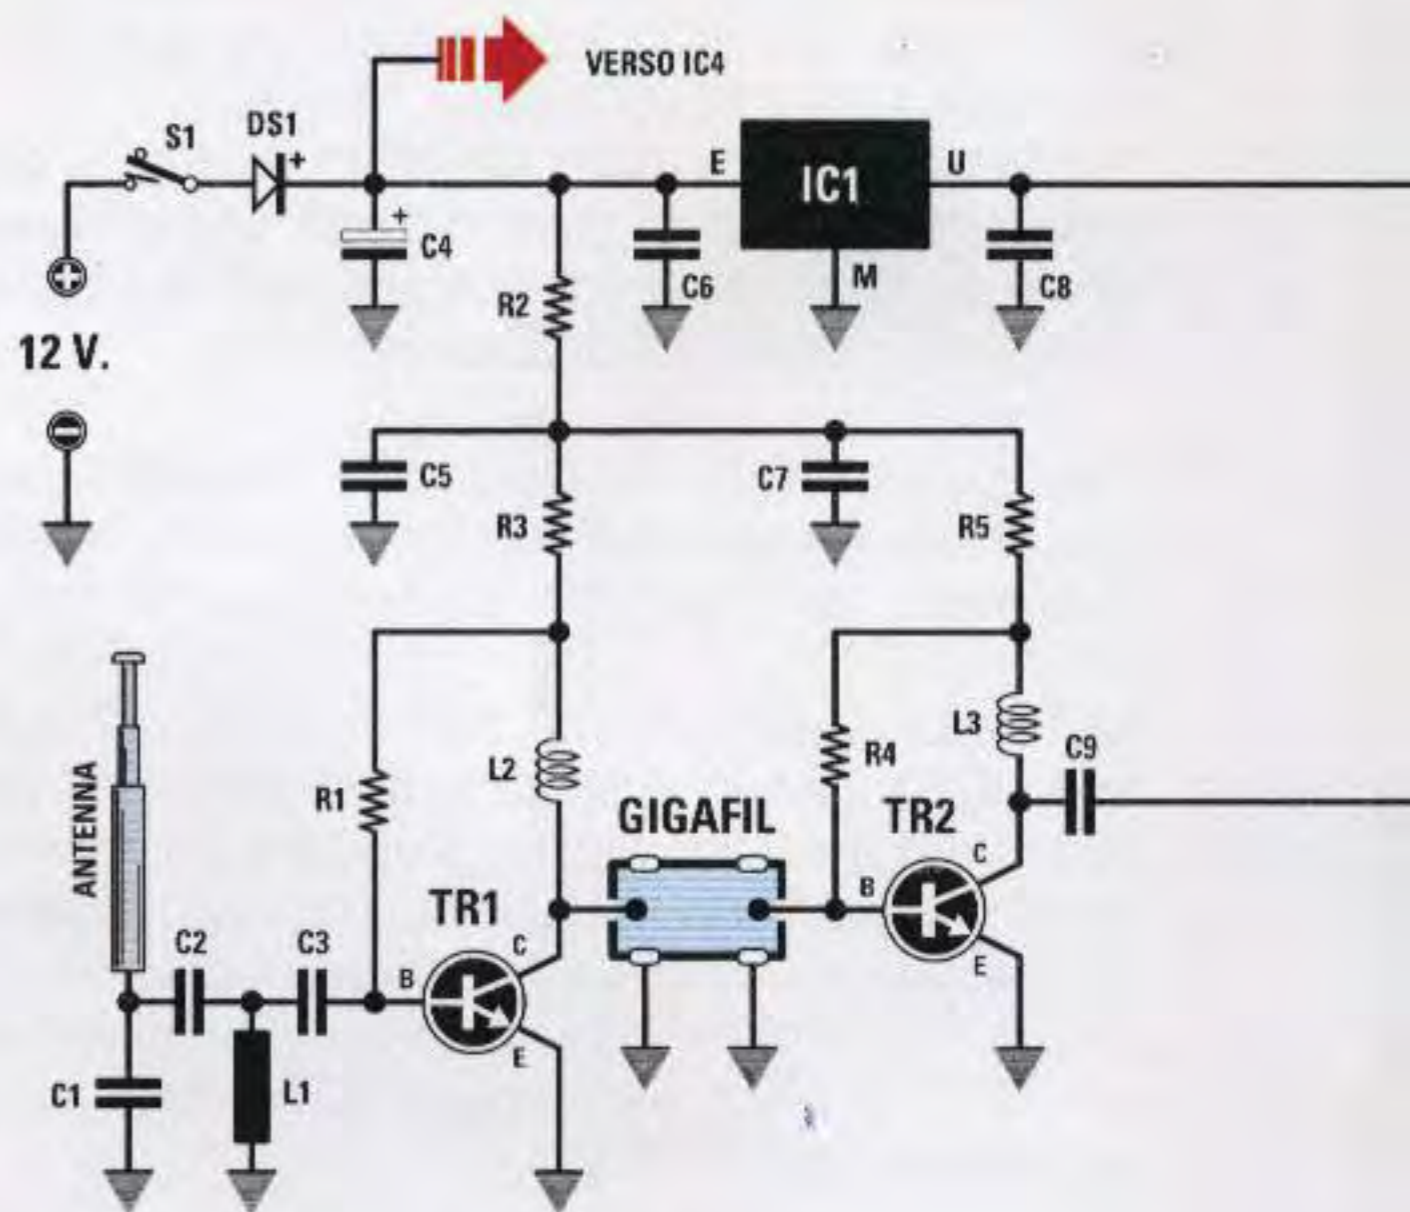 VERSO IC4
S1
DS1
+
E
IC1
U
+
C4
M
C6
C8
R2
12 V.
C5
C7
R3
R5
L3
C9
R4
L2
ANTENNA
R1
GIGAFIL
TR2
C
B
TR1
C
E
C2
C3
B
E
C1
L1